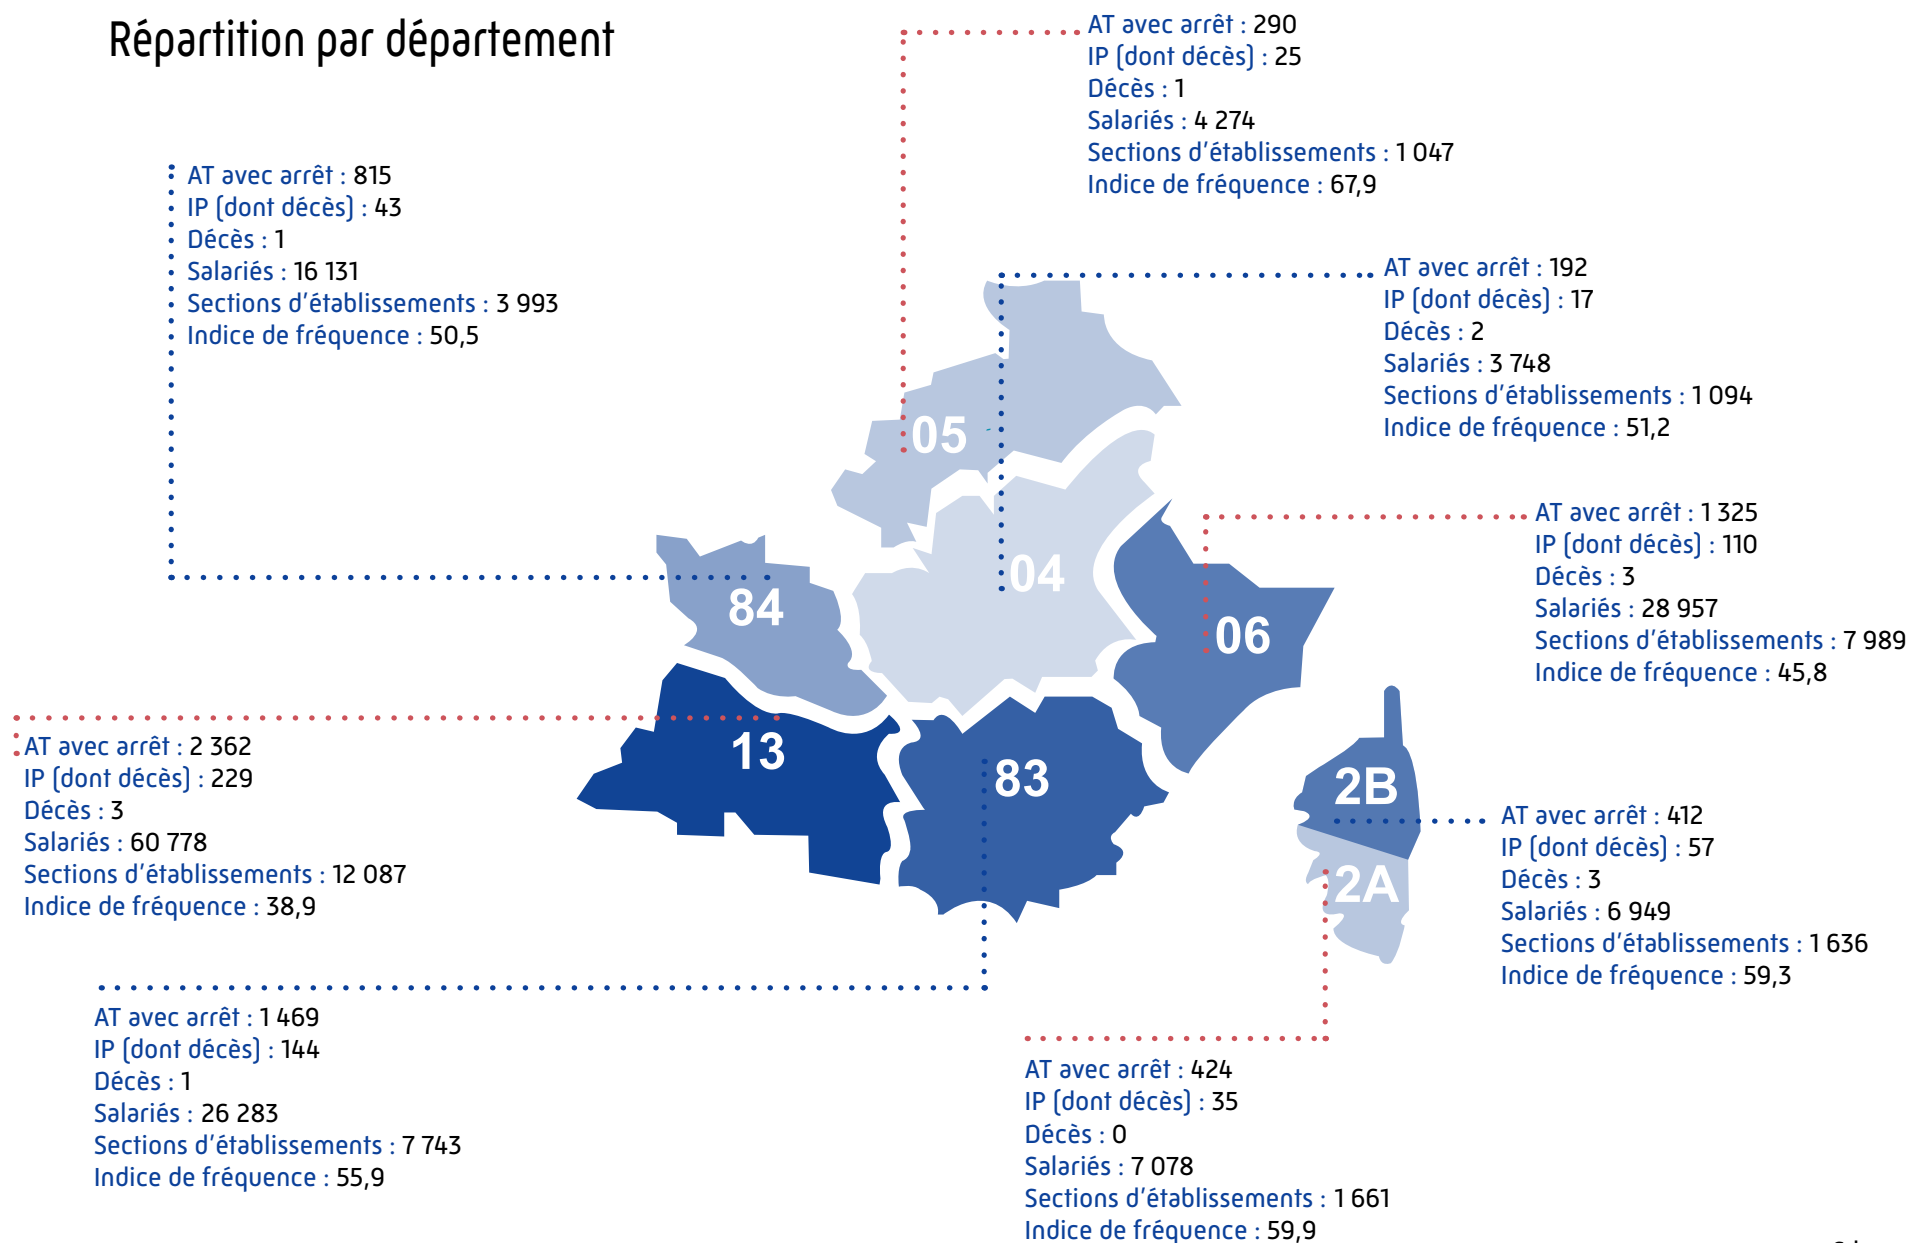 Répartition par département
AT avec arrêt : 290
IP (dont décès) : 25
Décès : 1
Salariés : 4 274
Sections d'établissements : 1 047
Indice de fréquence : 67,9
AT avec arrêt : 815
IP (dont décès) : 43
Décès : 1
Salariés : 16 131
Sections d'établissements : 3 993
Indice de fréquence : 50,5
AT avec arrêt : 192
IP (dont décès) : 17
Décès : 2
Salariés : 3 748
Sections d'établissements : 1 094
Indice de fréquence : 51,2
05
AT avec arrêt : 1 325
IP (dont décès) : 110
Décès : 3
Salariés : 28 957
Sections d'établissements : 7 989
Indice de fréquence : 45,8
04
84
06
13
83
2B
2A
AT avec arrêt : 2 362
IP (dont décès) : 229
Décès : 3
Salariés : 60 778
Sections d'établissements : 12 087
Indice de fréquence : 38,9
AT avec arrêt : 412
IP (dont décès) : 57
Décès : 3
Salariés : 6 949
Sections d'établissements : 1 636
Indice de fréquence : 59,3
AT avec arrêt : 1 469
IP (dont décès) : 144
Décès : 1
Salariés : 26 283
Sections d'établissements : 7 743
Indice de fréquence : 55,9
AT avec arrêt : 424
IP (dont décès) : 35
Décès : 0
Salariés : 7 078
Sections d'établissements : 1 661
Indice de fréquence : 59,9